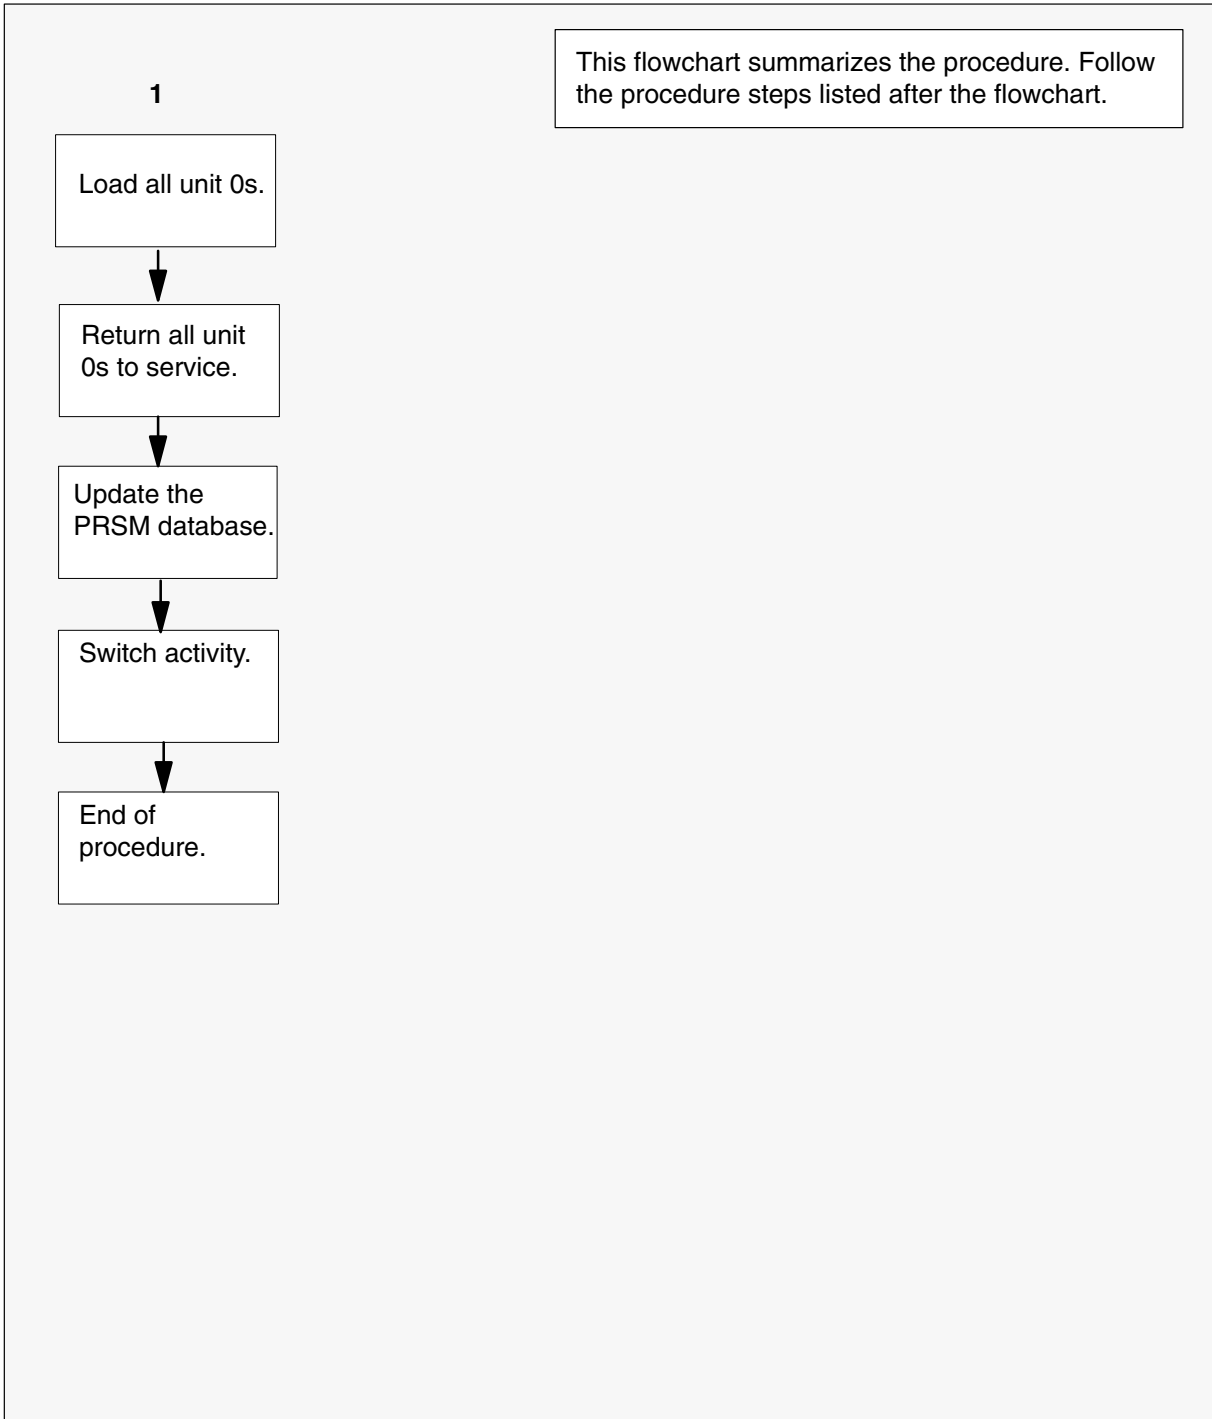 This flowchart summarizes the procedure. Follow
the procedure steps listed after the flowchart.
1
Load all unit 0s.
Return all unit
0s to service.
Update the
PRSM database.
Switch activity.
End of
procedure.